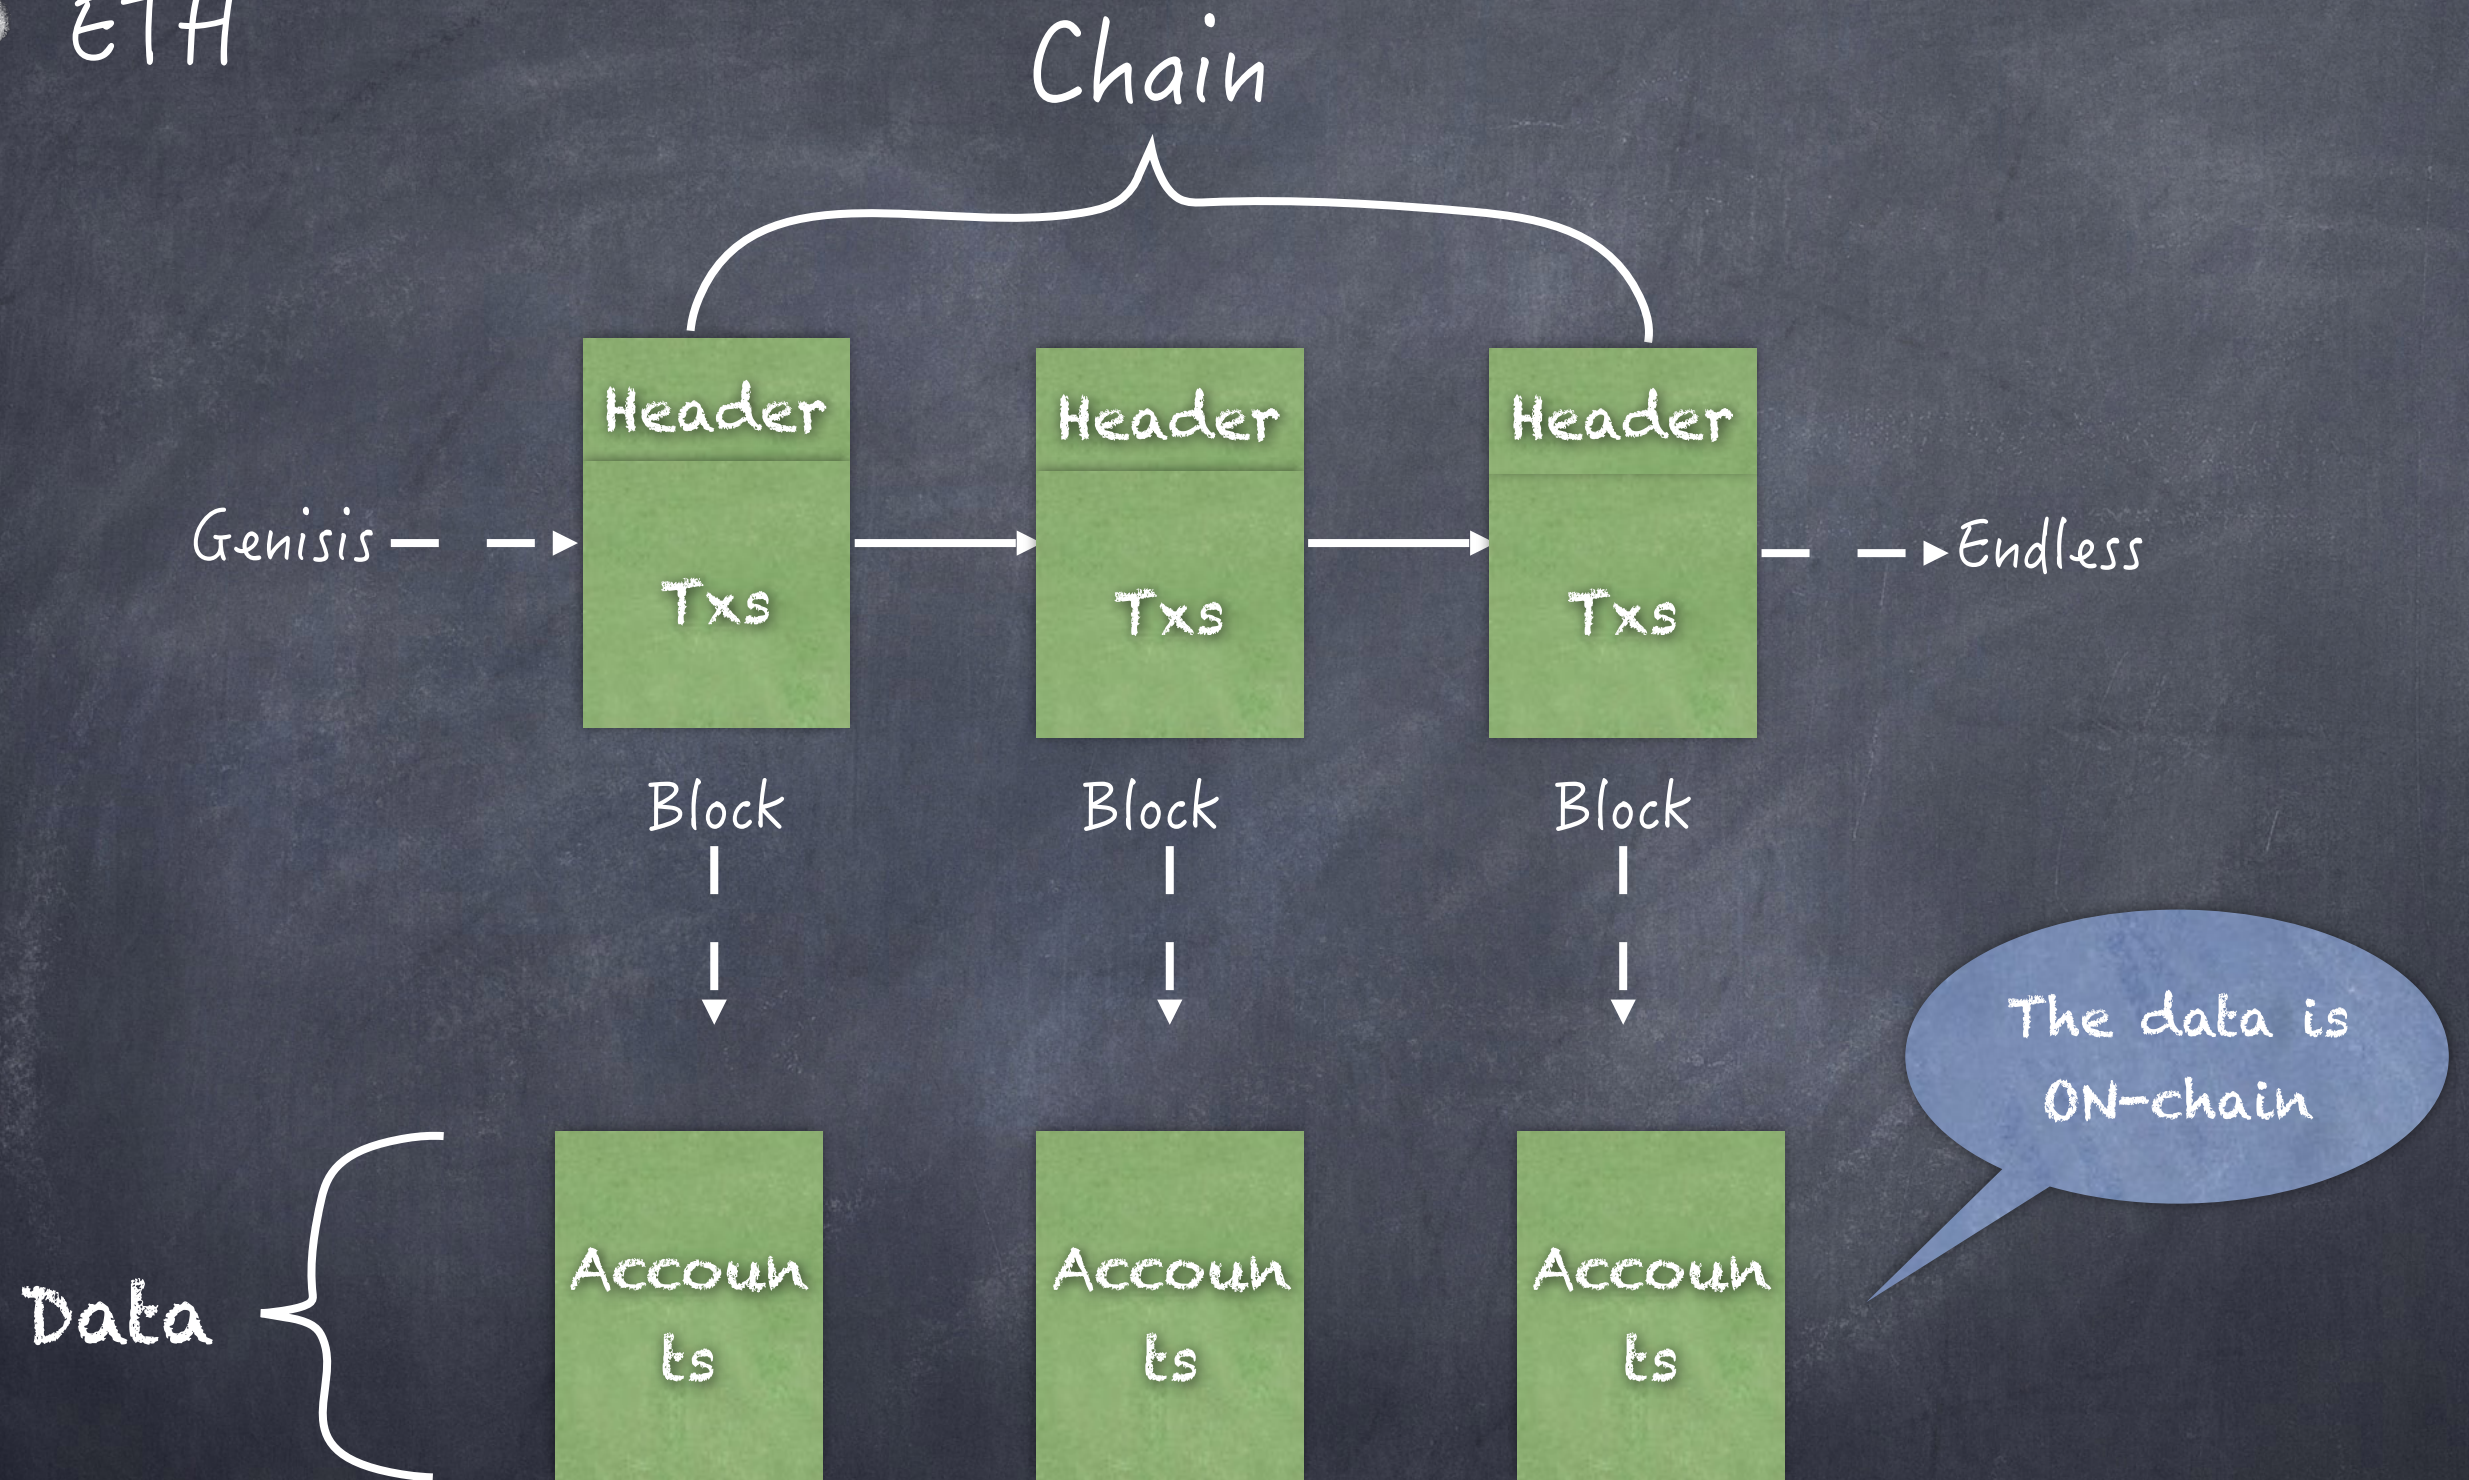 ETH
Chain
Header
Header
Header
Genisis
Endless
Txs
Txs
Txs
Block
Block
Block
The data is
ON-chain
Data
Accoun
ts
Accoun
ts
Accoun
ts